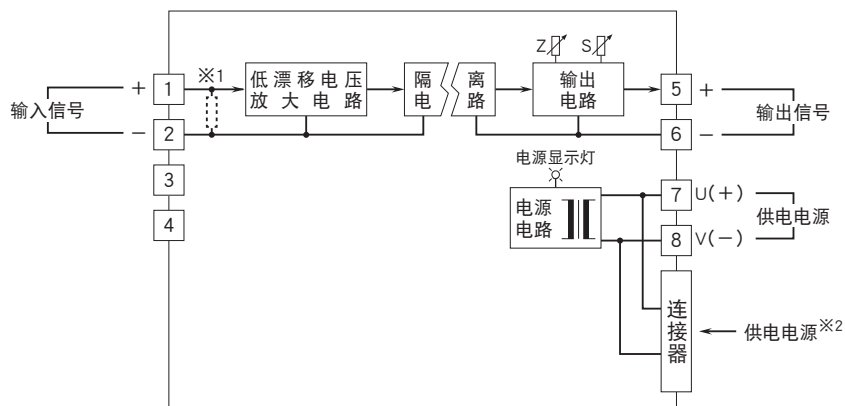 Z S
※1
+ 1 低漂移电压 隔 离 输出 5 +
放大电路 电 路 电路
输入信号 输出信号
− 2 6 −
电源显示灯
3 7 U(+)
电源
电路 供电电源
4 8 V(−)
连接器 供电电源※2